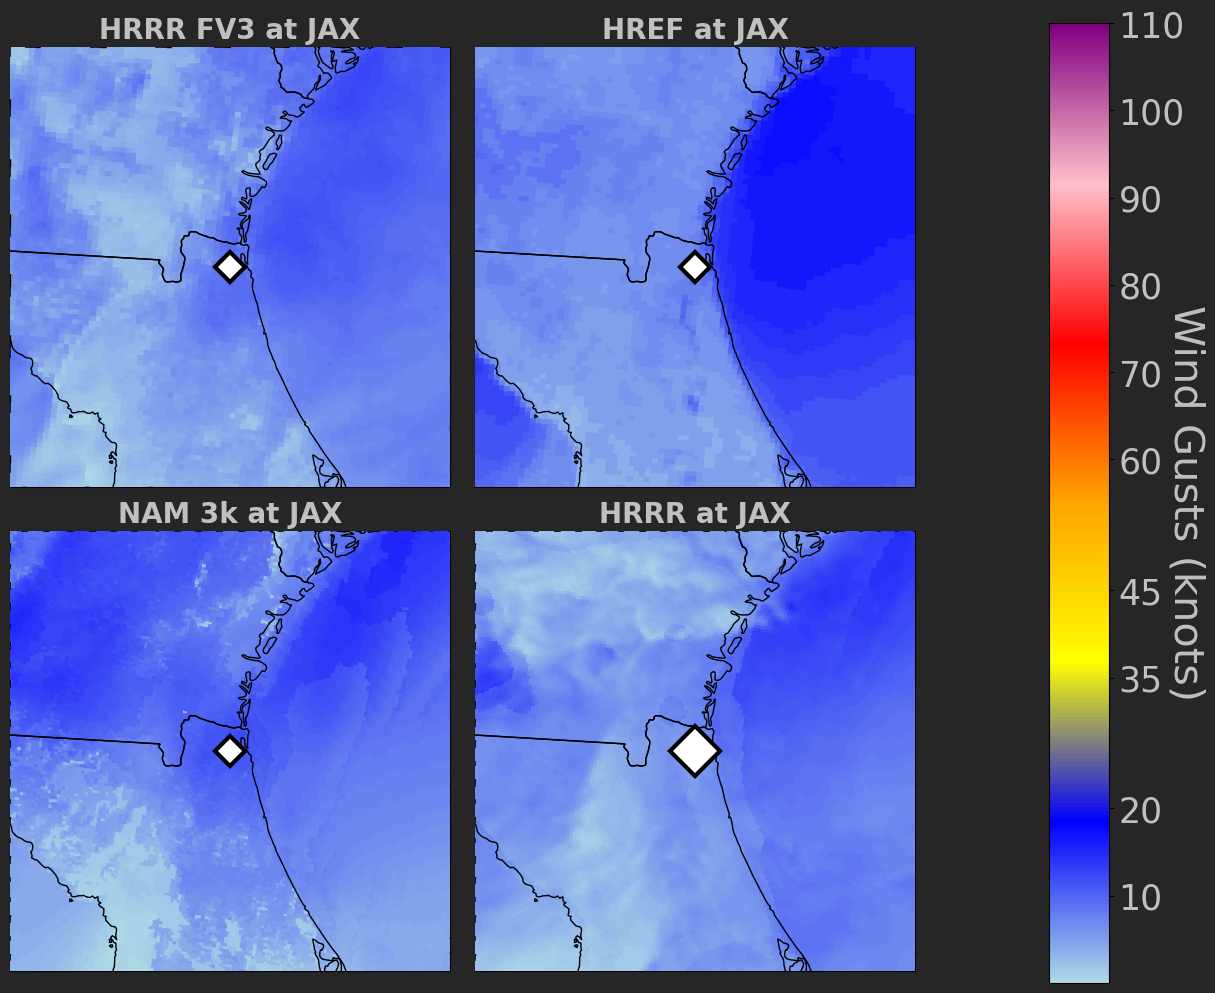 HRRR FV3 at JAX
HREF at JAX
NAM 3k at JAX
HRRR at JAX
110
100
90
80
70
60
45
35
20
10
Wind Gusts (knots)